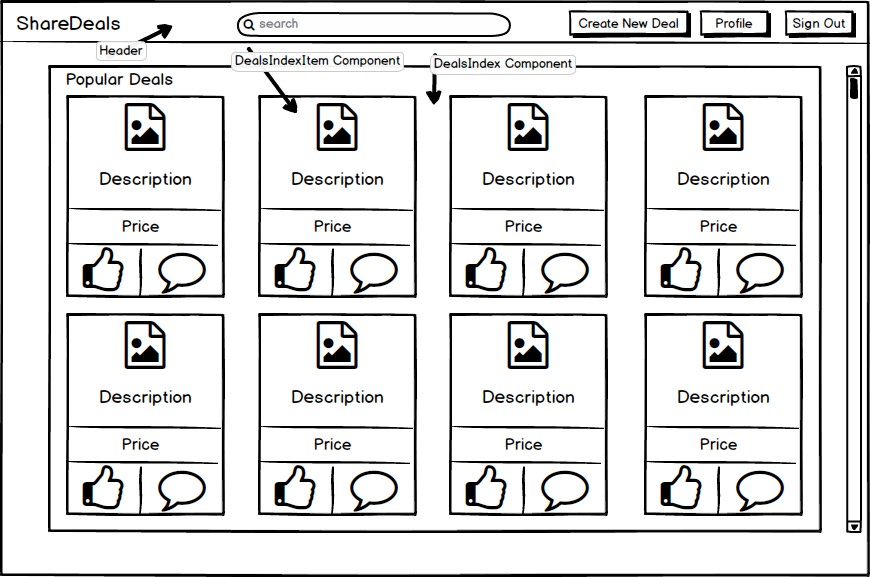 ShareDeals
search
Create New Deal
Profile
Sign Out
Header
DealsIndexItem Component
DealsIndex Component
Popular Deals
Description
Description
Description
Description
Price
Price
Price
Price
Description
Description
Description
Description
Price
Price
Price
Price